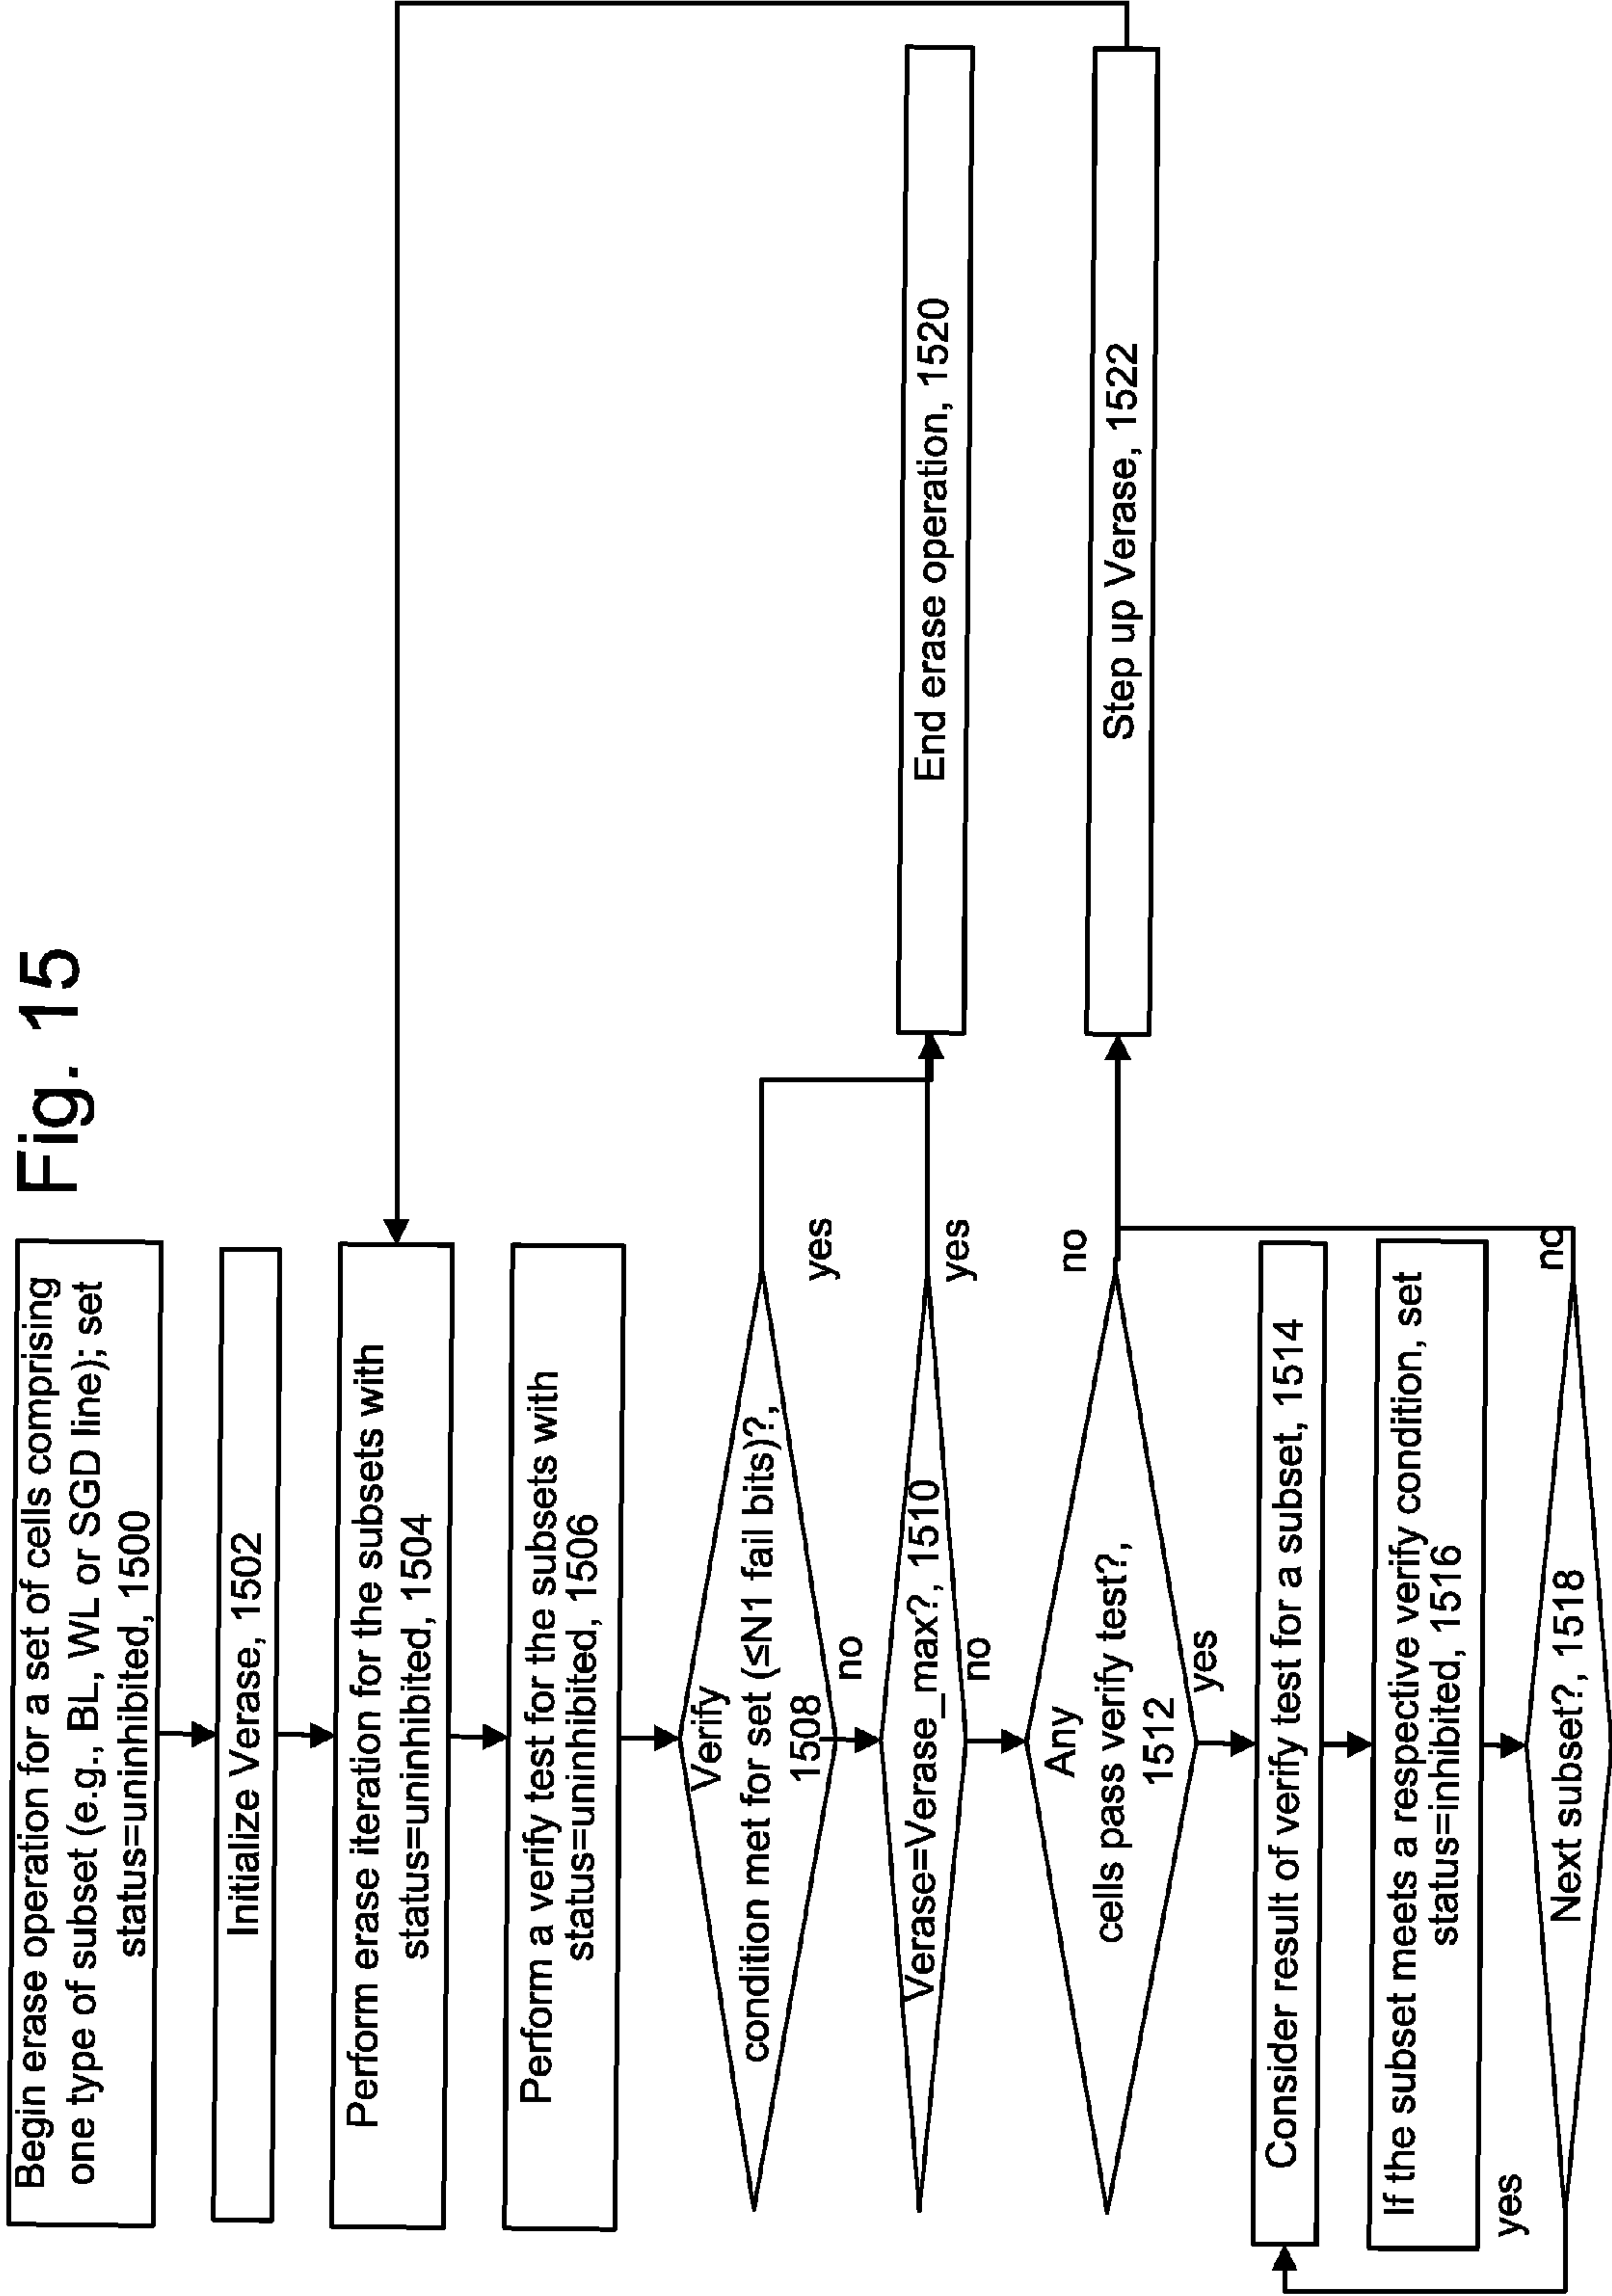 Fig. 15
Begin erase operation for a set of cells comprising
one type of subset (e.g., BL, WL or SGD line); set
status=uninhibited, 1500
Initialize Verase, 1502
Perform erase iteration for the subsets with
status=uninhibited, 1504
Perform a verify test for the subsets with
status=uninhibited, 1506
Verify
condition met for set (≤N1 fail bits)?,
1508
yes
no
Verase=Verase_max?, 1510
yes
no
End erase operation, 1520
Any
cells pass verify test?,
1512
no
yes
Step up Verase, 1522
Consider result of verify test for a subset, 1514
If the subset meets a respective verify condition, set
status=inhibited, 1516
yes
Next subset?, 1518
no